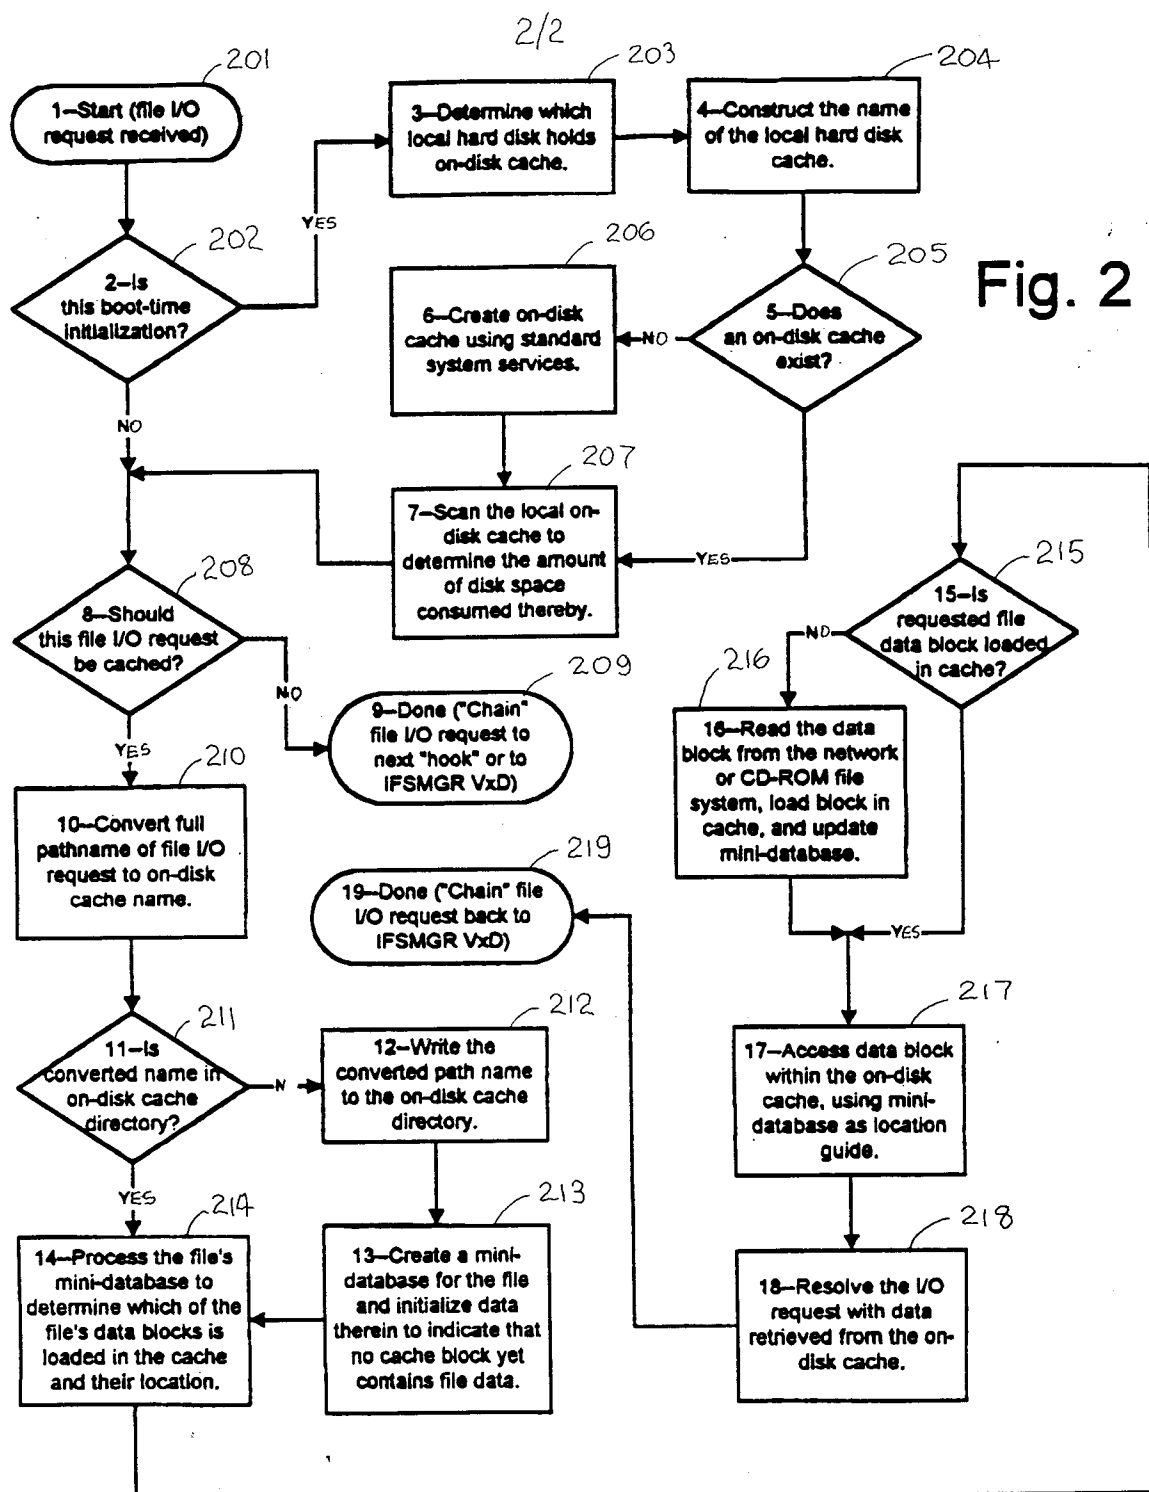 2/2
201
1–Start (file I/O
request received)
203
3–Determine which
local hard disk holds
on-disk cache.
204
4–Construct the name
of the local hard disk
cache.
YES
202
2–Is
this boot-time
initialization?
206
6–Create on-disk
cache using standard
system services.
NO
205
5–Does
an on-disk cache
exist?
Fig. 2
NO
207
7–Scan the local on-
disk cache to
determine the amount
of disk space
consumed thereby.
YES
208
8–Should
this file I/O request
be cached?
NO
209
9–Done ("Chain"
file I/O request to
next "hook" or to
IFSMGR VxD)
215
15–Is
requested file
data block loaded
in cache?
NO
216
16–Read the data
block from the network
or CD-ROM file
system, load block in
cache, and update
mini-database.
YES
YES
210
10–Convert full
pathname of file I/O
request to on-disk
cache name.
219
19–Done ("Chain" file
I/O request back to
IFSMGR VxD)
211
11–Is
converted name in
on-disk cache
directory?
N
212
12–Write the
converted path name
to the on-disk cache
directory.
217
17–Access data block
within the on-disk
cache, using mini-
database as location
guide.
YES
214
14–Process the file's
mini-database to
determine which of the
file's data blocks is
loaded in the cache
and their location.
213
13–Create a mini-
database for the file
and initialize data
therein to indicate that
no cache block yet
contains file data.
218
18–Resolve the I/O
request with data
retrieved from the on-
disk cache.